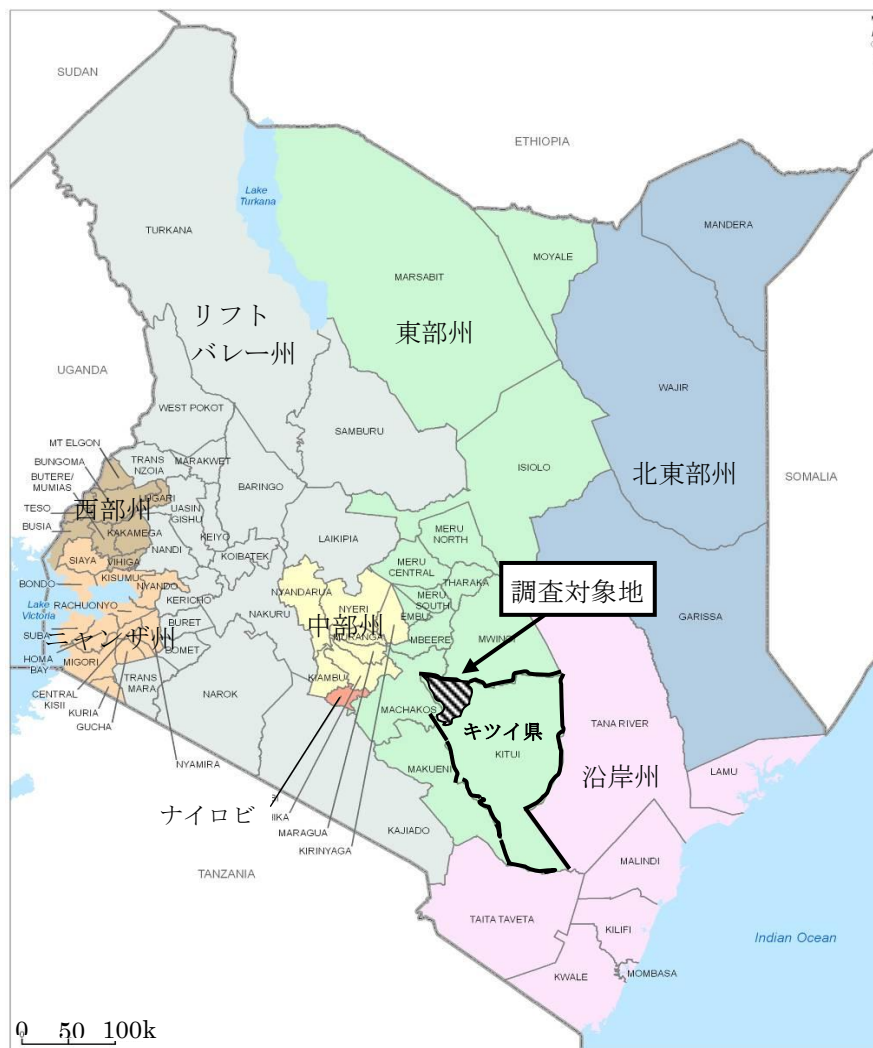 SUDAN
ETHIOPIA
Lake
Turkana
MANDERA
TURKANA
MOYALE
MARSABIT
リフト
バレー州
東部州
UGANDA
WAJIR
WEST POKOT
SAMBURU
MT ELGON
TRANS
NZOIA
MARAKWET
BUNGOMA
ISIOLO
北東部州
SOMALIA
BUTERE/
MUMIAS
BARINGO
LUGARI
西部州
TESO
UASIN
GISHU
BUSIA
KAKAMEGA
KEIYO
LAIKIPIA
MERU
NORTH
NANDI
KOIBATEK
SIAYA
VIHIGA
MERU
CENTRAL
KISUMU
THARAKA
BONDO
NYANDO
NYANDARUA
MERU
SOUTH
調査対象地
GARISSA
Lake
Victoria
RACHUONYO
KERICHO
NYERI
EMBU
NAKURU
中部州
MURANGA
BURET
SUBA
ニャンザ州
MBEERE
MWINGI
HOMA
BAY
MIGORI
BOMET
KIAMBU
TRANS
MARA
NAROK
MACHAKOS
キツイ県
CENTRAL
KISII
TANA RIVER
KURIA
KITUI
GUCHA
MAKUENI
沿岸州
LAMU
NYAMIRA
ナイロビ
IIKA
MARAGUA
KAJIADO
KIRINYAGA
MALINDI
TANZANIA
TAITA TAVETA
KILIFI
Indian Ocean
KWALE
MOMBASA
0 50 100k